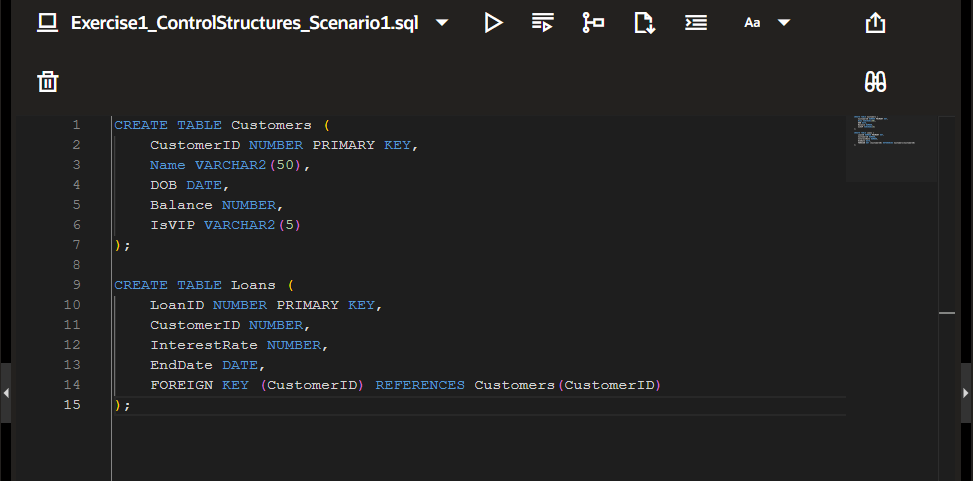 Exercise1_ControlStructures_Scenario1.sql
Aa
1 CREATE TABLE Customers (
2 CustomerID NUMBER PRIMARY KEY,
3 Name VARCHAR2(50),
4 DOB DATE,
5 Balance NUMBER,
6 IsVIP VARCHAR2(5)
7 );
8
9 CREATE TABLE Loans (
10 LoanID NUMBER PRIMARY KEY,
11 CustomerID NUMBER,
12 InterestRate NUMBER,
13 EndDate DATE,
14 FOREIGN KEY (CustomerID) REFERENCES Customers(CustomerID)
15 );